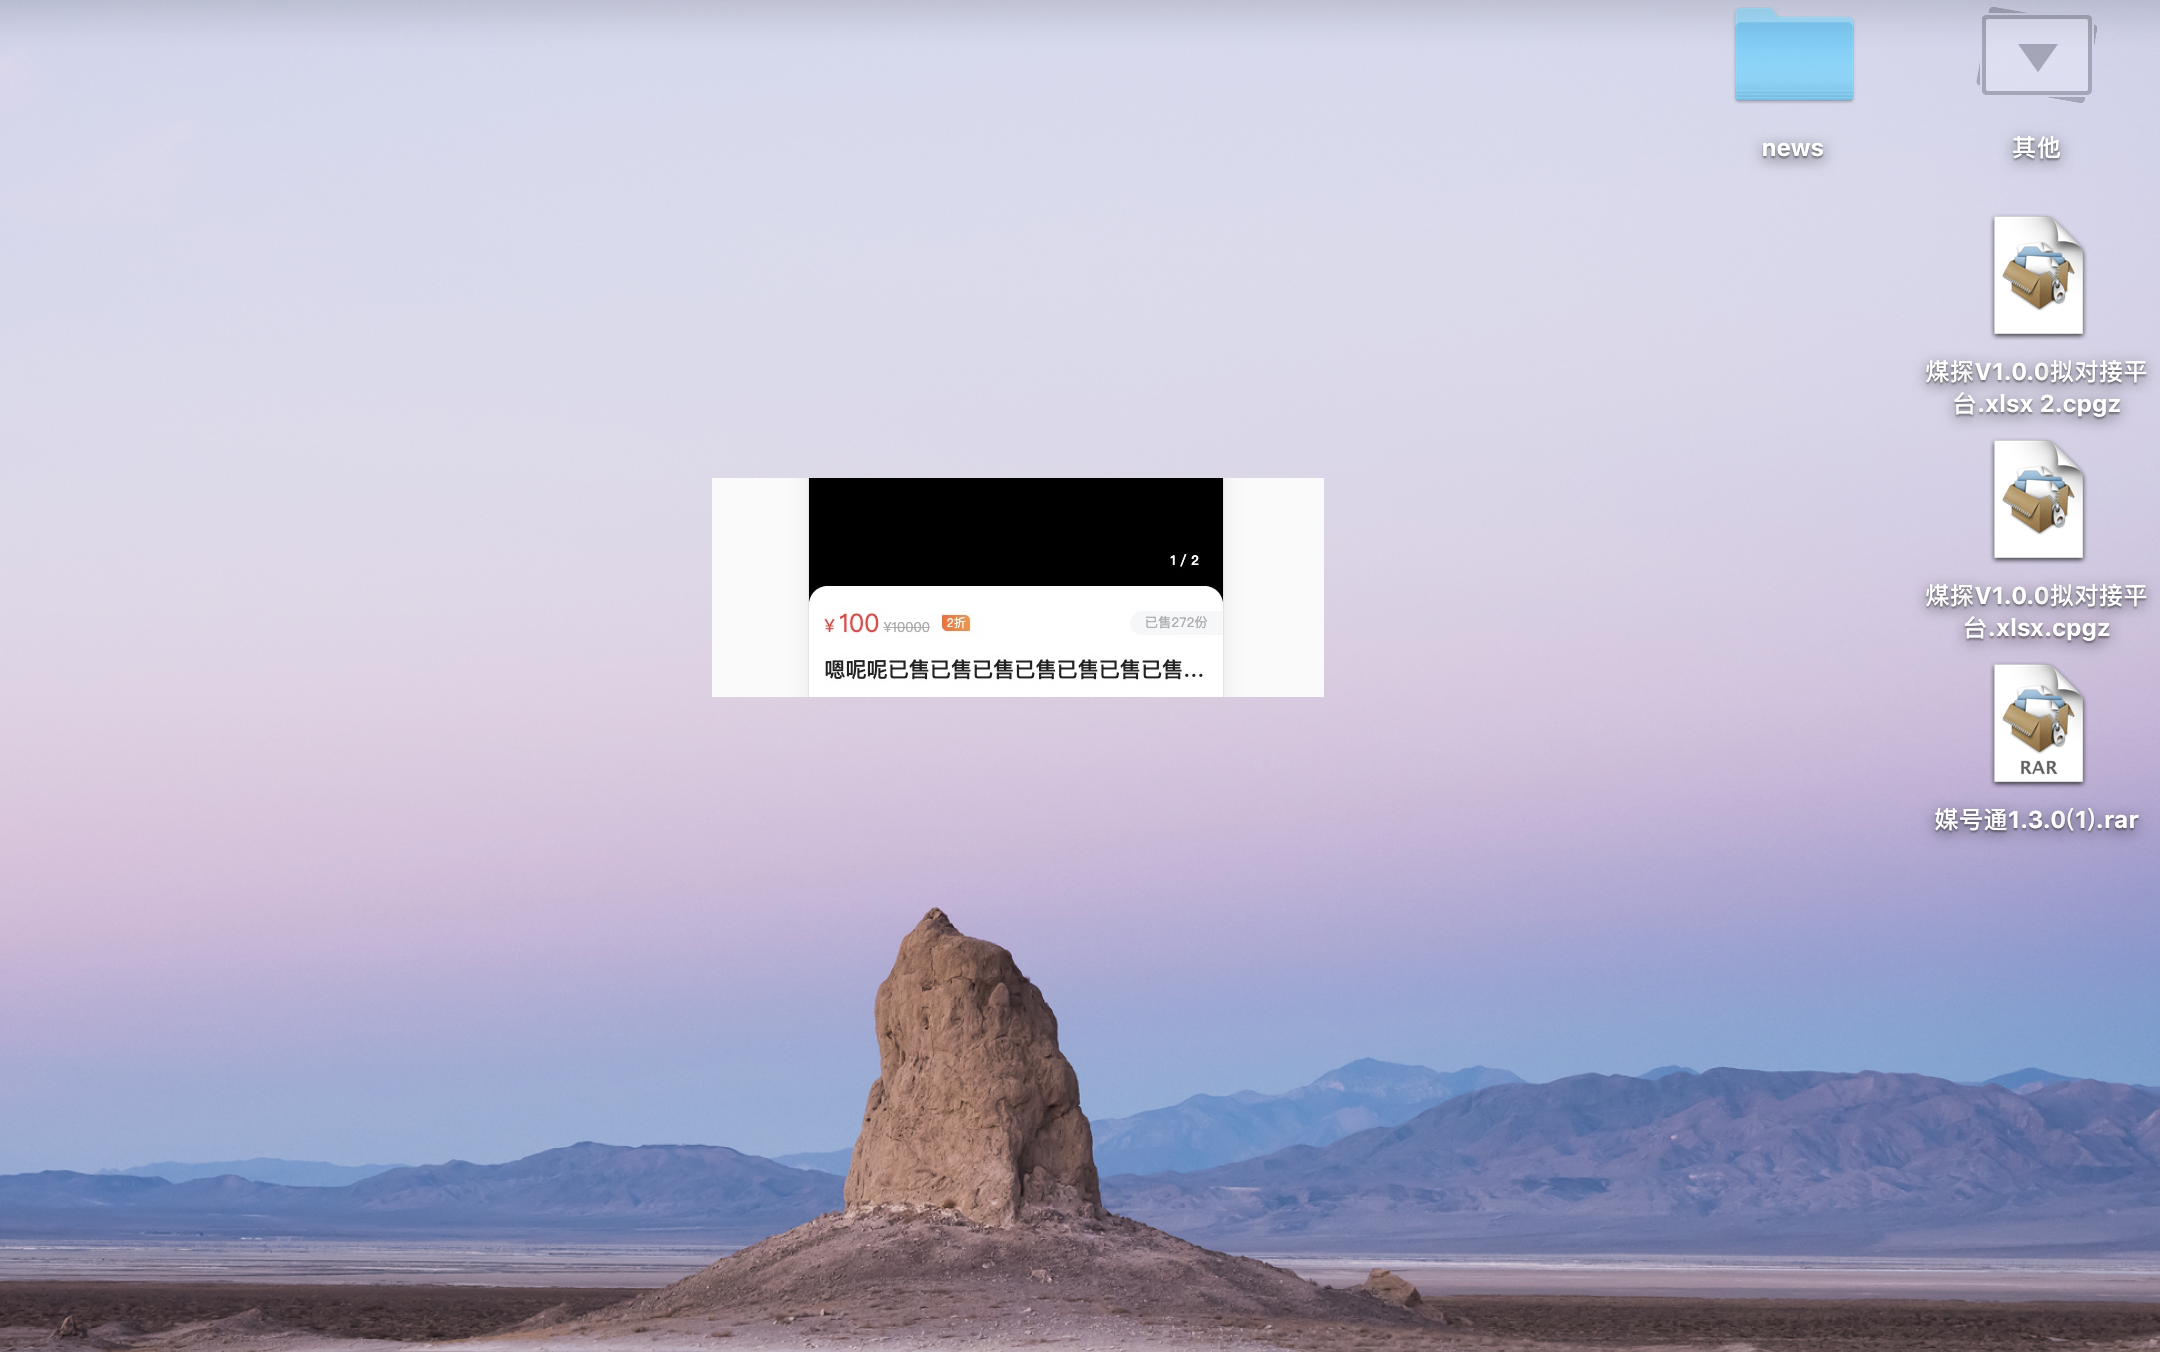 news
其他
煤探V1.0.0拟对接平
台.xlsx 2.cpgz
煤探V1.0.0拟对接平
台.xlsx.cpgz
RAR
媒号通1.3.0(1).rar
1 / 2
¥100 ¥10000 2折 已售272份
嗯呢呢已售已售已售已售已售已售已售...